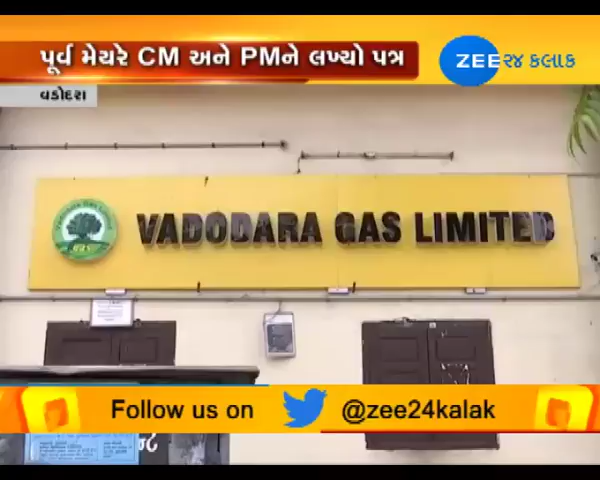 પૂર્વ મેયરે CM અને PMને લખ્યો પત્ર
ZEE ૨૪ કલાક
વડોદરા
VADODARA GAS LIMITED
Follow us on @zee24kalak